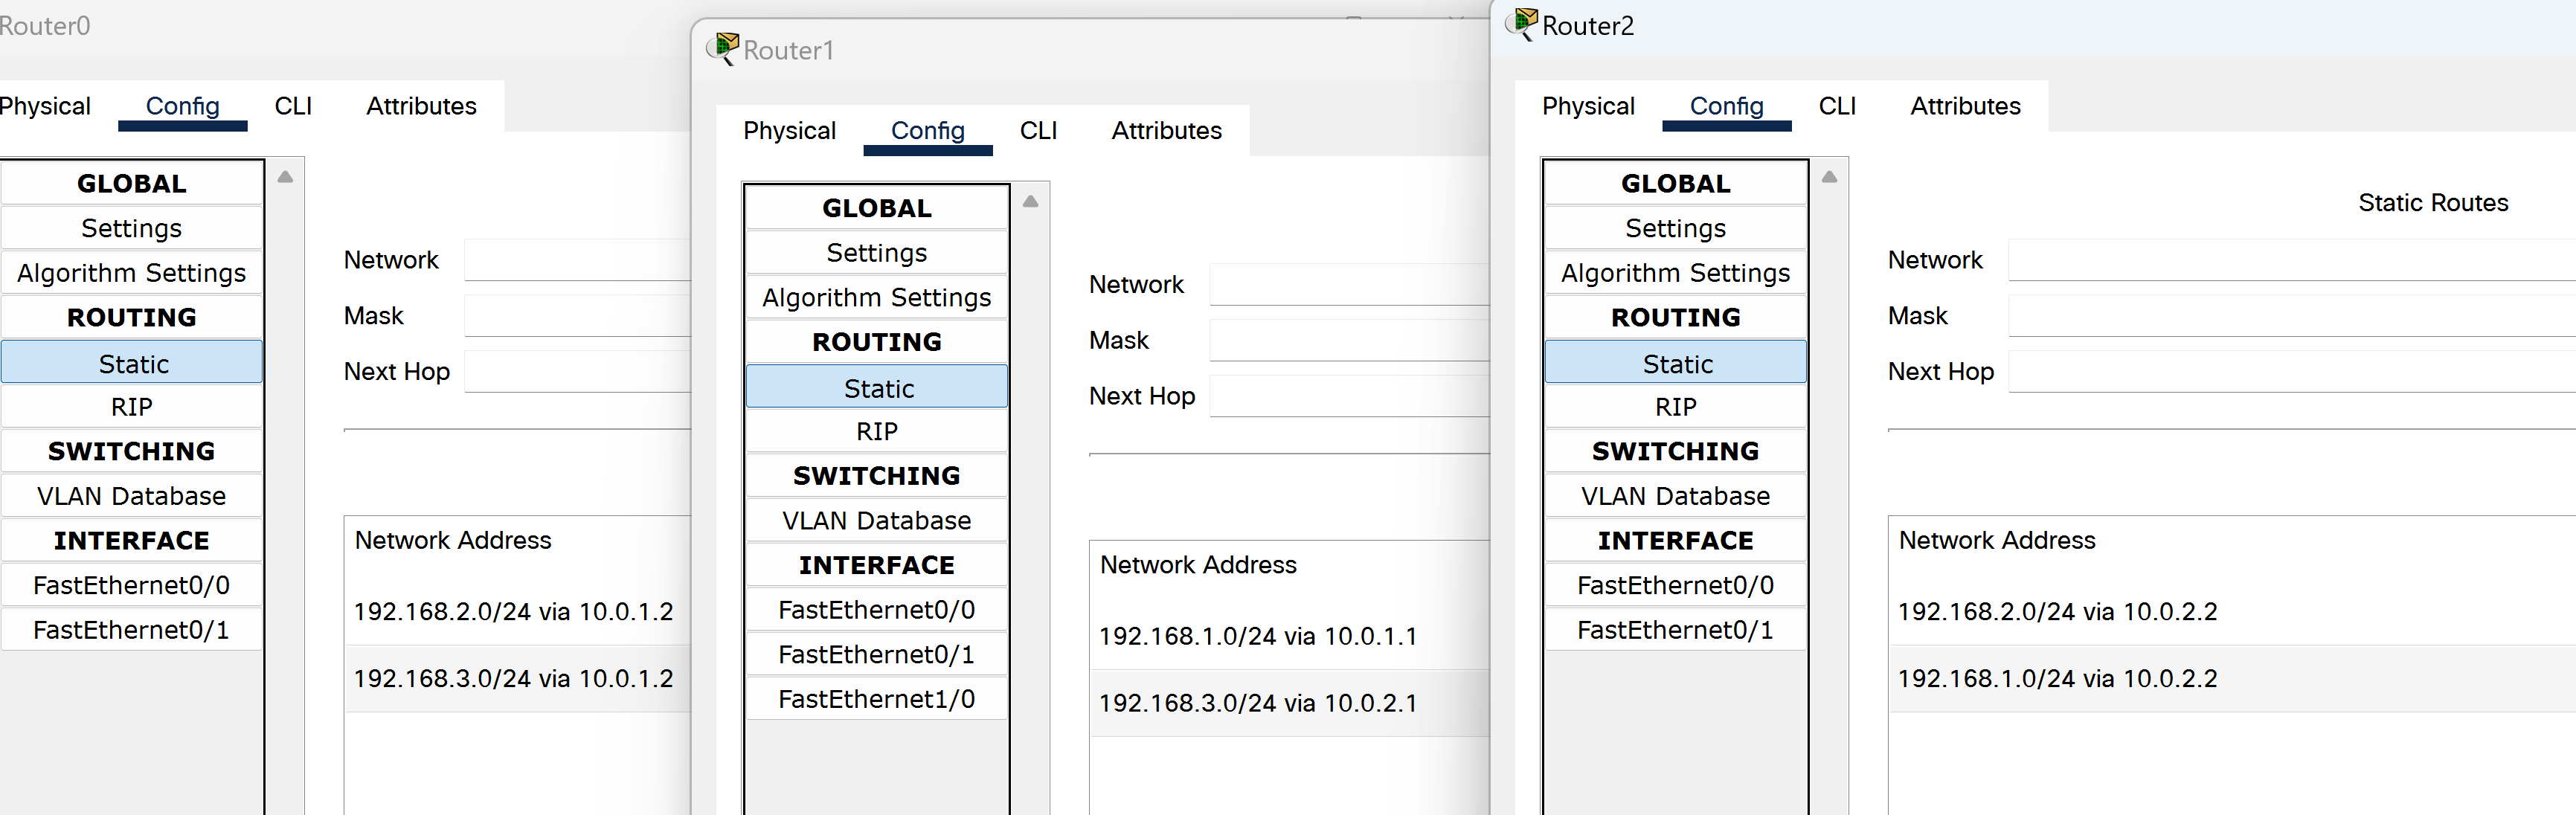 Router0
Physical Config CLI Attributes
GLOBAL
Settings
Algorithm Settings
ROUTING
Static
RIP
SWITCHING
VLAN Database
INTERFACE
FastEthernet0/0
FastEthernet0/1
Network
Mask
Next Hop
Network Address
192.168.2.0/24 via 10.0.1.2
192.168.3.0/24 via 10.0.1.2
Router1
Physical Config CLI Attributes
GLOBAL
Settings
Algorithm Settings
ROUTING
Static
RIP
SWITCHING
VLAN Database
INTERFACE
FastEthernet0/0
FastEthernet0/1
FastEthernet1/0
Network
Mask
Next Hop
Network Address
192.168.1.0/24 via 10.0.1.1
192.168.3.0/24 via 10.0.2.1
Router2
Physical Config CLI Attributes
GLOBAL
Settings
Algorithm Settings
ROUTING
Static
RIP
SWITCHING
VLAN Database
INTERFACE
FastEthernet0/0
FastEthernet0/1
Static Routes
Network
Mask
Next Hop
Network Address
192.168.2.0/24 via 10.0.2.2
192.168.1.0/24 via 10.0.2.2